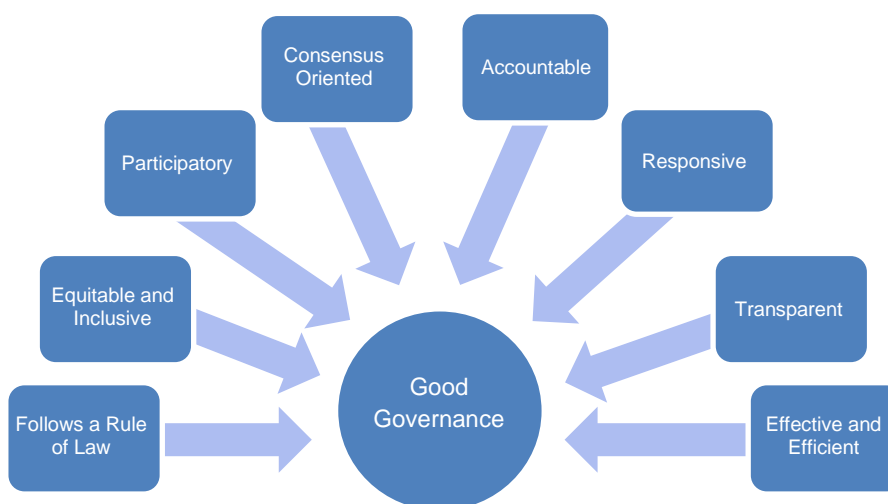 Consensus
Oriented
Accountable
Participatory
Responsive
Equitable and
Inclusive
Transparent
Good
Governance
Follows a Rule
of Law
Effective and
Efficient